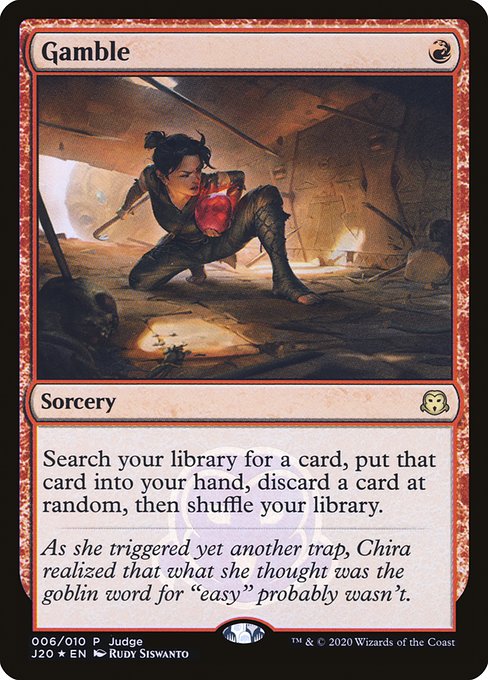 Gamble
Sorcery
Search your library for a card, put that
card into your hand, discard a card at
random, then shuffle your library.
As she triggered yet another trap, Chira
realized that what she thought was the
goblin word for “easy” probably wasn’t.
006/010 P Judge
J20 ★ EN Rudy Siswanto
™ & © 2020 Wizards of the Coast